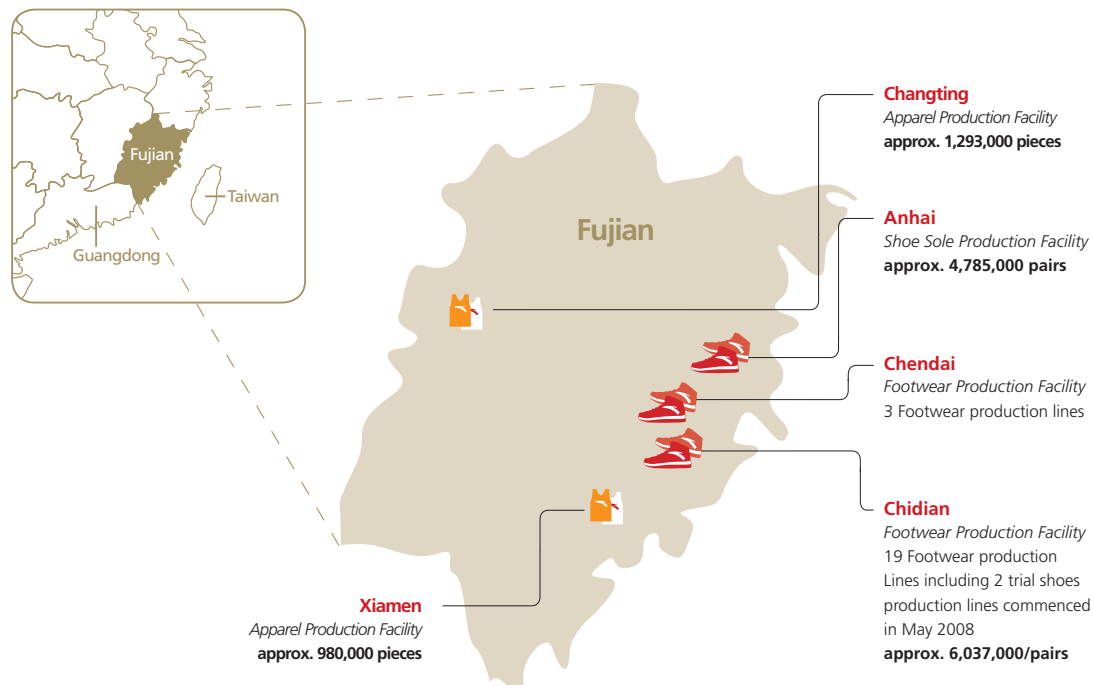 Fujian
Taiwan
Guangdong
Fujian
Changting
Apparel Production Facility
approx. 1,293,000 pieces
Anhai
Shoe Sole Production Facility
approx. 4,785,000 pairs
Chendai
Footwear Production Facility
3 Footwear production lines
Chidian
Footwear Production Facility
19 Footwear production
Lines including 2 trial shoes
production lines commenced
in May 2008
approx. 6,037,000/pairs
Xiamen
Apparel Production Facility
approx. 980,000 pieces